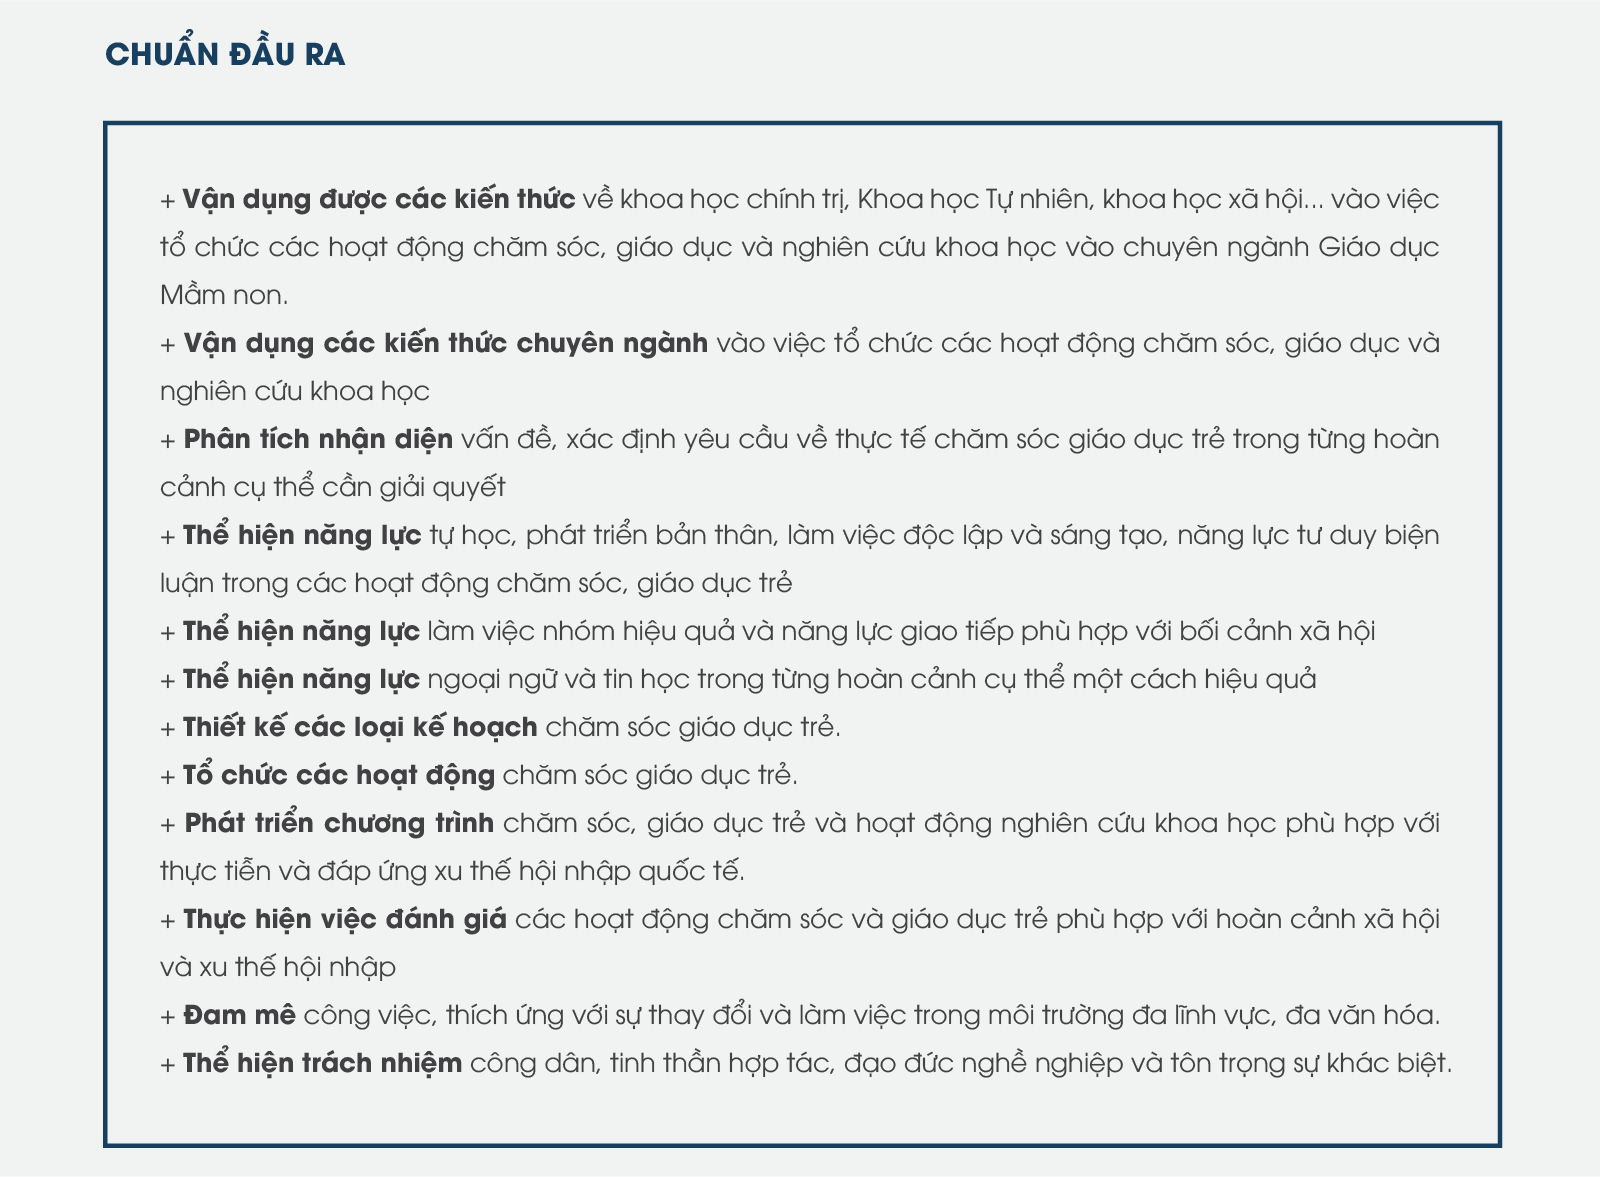 CHUẨN ĐẦU RA
+ Vận dụng được các kiến thức về khoa học chính trị, Khoa học Tự nhiên, khoa học xã hội... vào việc
tổ chức các hoạt động chăm sóc, giáo dục và nghiên cứu khoa học vào chuyên ngành Giáo dục
Mầm non.
+ Vận dụng các kiến thức chuyên ngành vào việc tổ chức các hoạt động chăm sóc, giáo dục và
nghiên cứu khoa học
+ Phân tích nhận diện vấn đề, xác định yêu cầu về thực tế chăm sóc giáo dục trẻ trong từng hoàn
cảnh cụ thể cần giải quyết
+ Thể hiện năng lực tự học, phát triển bản thân, làm việc độc lập và sáng tạo, năng lực tư duy biện
luận trong các hoạt động chăm sóc, giáo dục trẻ
+ Thể hiện năng lực làm việc nhóm hiệu quả và năng lực giao tiếp phù hợp với bối cảnh xã hội
+ Thể hiện năng lực ngoại ngữ và tin học trong từng hoàn cảnh cụ thể một cách hiệu quả
+ Thiết kế các loại kế hoạch chăm sóc giáo dục trẻ.
+ Tổ chức các hoạt động chăm sóc giáo dục trẻ.
+ Phát triển chương trình chăm sóc, giáo dục trẻ và hoạt động nghiên cứu khoa học phù hợp với
thực tiễn và đáp ứng xu thế hội nhập quốc tế.
+ Thực hiện việc đánh giá các hoạt động chăm sóc và giáo dục trẻ phù hợp với hoàn cảnh xã hội
và xu thế hội nhập
+ Đam mê công việc, thích ứng với sự thay đổi và làm việc trong môi trường đa lĩnh vực, đa văn hóa.
+ Thể hiện trách nhiệm công dân, tinh thần hợp tác, đạo đức nghề nghiệp và tôn trọng sự khác biệt.